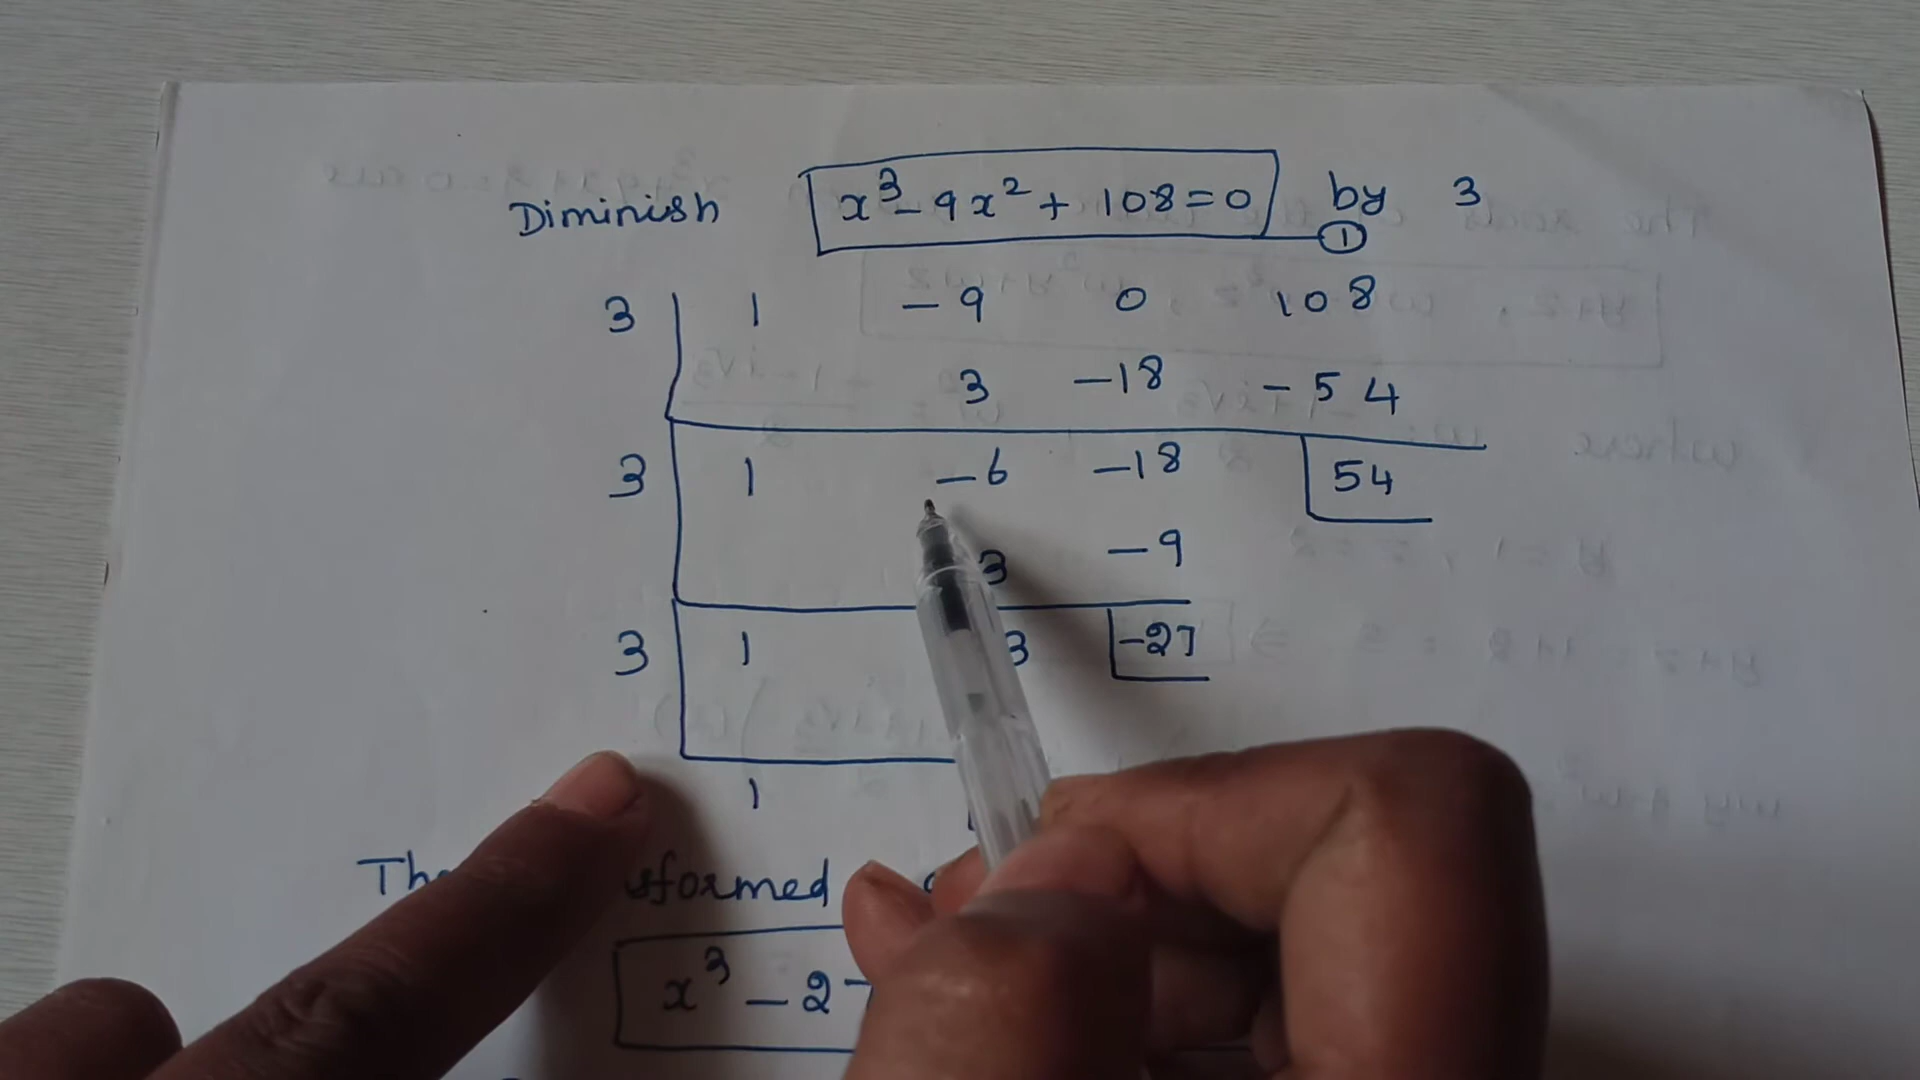 Diminish x³ - 9x² + 108 = 0 by 3
①
3 1 -9 0 108
3 -18 -54
3 1 -6 -18 54
3 -9
3 1 3 -27
1
formed
x³ - 27